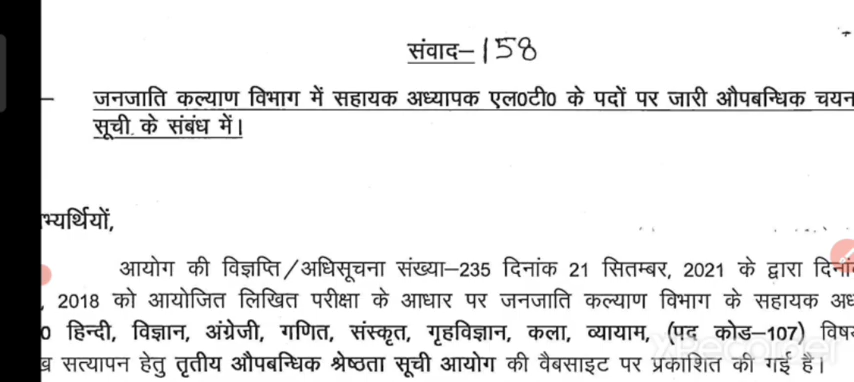 संवाद–158
जनजाति कल्याण विभाग में सहायक अध्यापक एल0टी0 के पदों पर जारी औपबन्धिक चयन
सूची के संबंध में।
भ्यर्थियों,
आयोग की विज्ञप्ति/अधिसूचना संख्या–235 दिनांक 21 सितम्बर, 2021 के द्वारा
, 2018 को आयोजित लिखित परीक्षा के आधार पर जनजाति कल्याण विभाग के सहायक
0 हिन्दी, विज्ञान, अंग्रेजी, गणित, संस्कृत, गृहविज्ञान, कला, व्यायाम, (पद कोड–107)
सत्यापन हेतु तृतीय औपबन्धिक श्रेष्ठता सूची आयोग की वैबसाइट पर प्रकाशित की गई है।
XRecorder